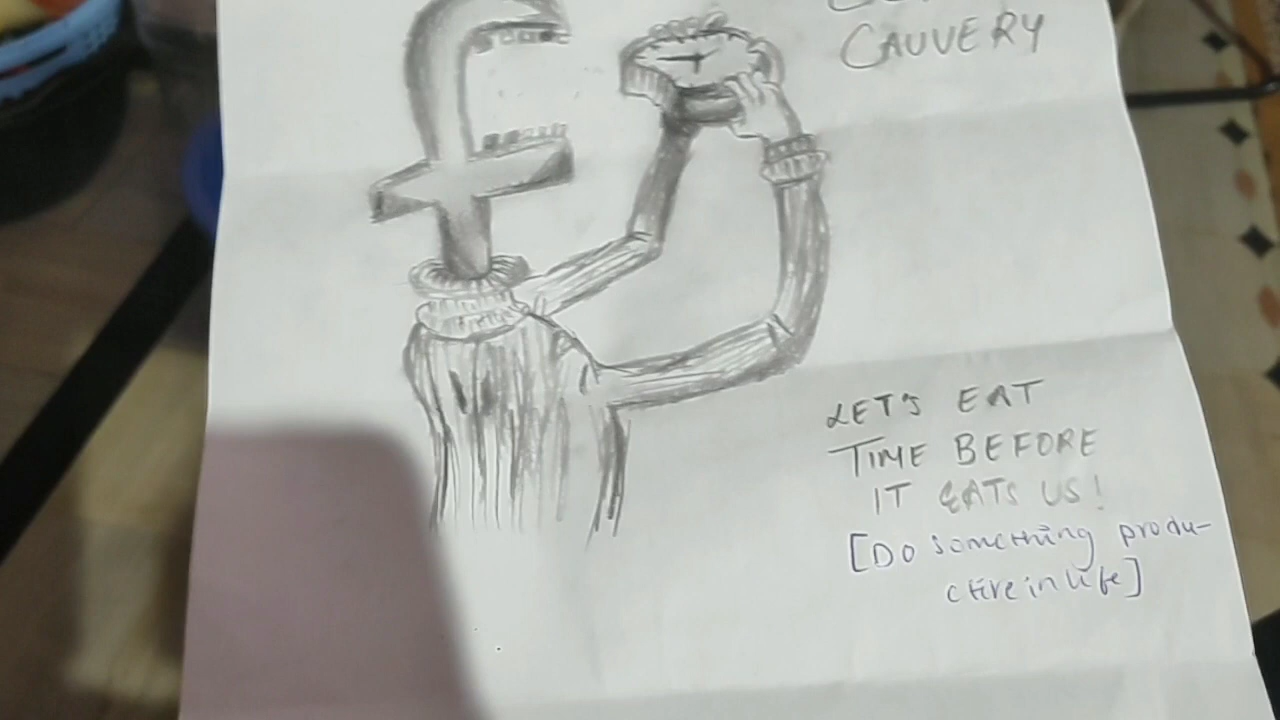 CAUVERY
LET'S EAT
TIME BEFORE
IT EATS US!
[Do something produ-
ctive in life]